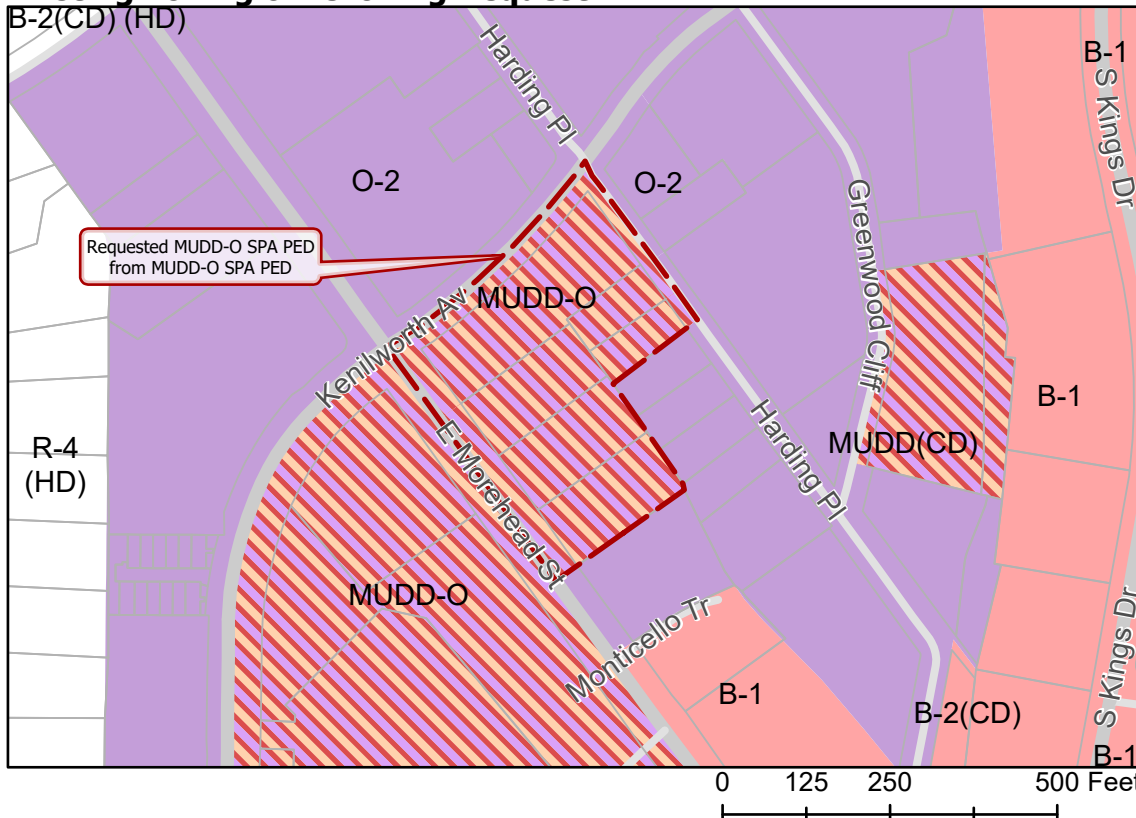 B-2(CD) (HD)
Harding Pl
B-1
S Kings Dr
O-2
O-2
Greenwood Cliff
Requested MUDD-O SPA PED
from MUDD-O SPA PED
MUDD-O
Kenilworth Av
B-1
Harding Pl
MUDD(CD)
R-4
(HD)
E Morehead St
MUDD-O
Monticello Tr
S Kings Dr
B-1
B-2(CD)
B-1
0 125 250 500 Feet